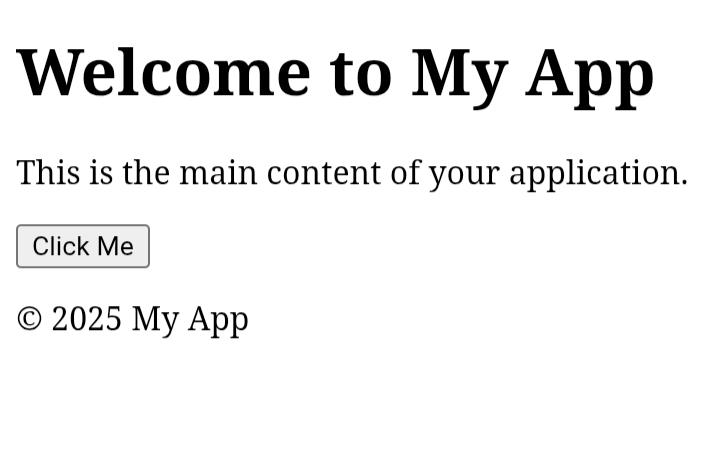 Welcome to My App
This is the main content of your application.
Click Me
© 2025 My App